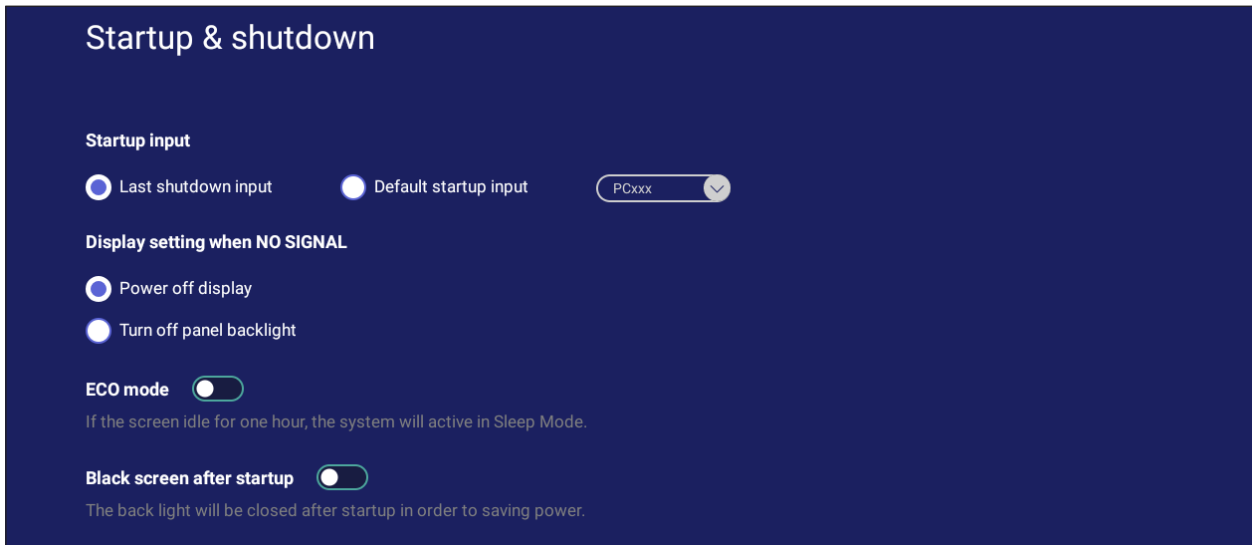 Startup & shutdown
Startup input
Last shutdown input Default startup input PCxxx
Display setting when NO SIGNAL
Power off display
Turn off panel backlight
ECO mode
If the screen idle for one hour, the system will active in Sleep Mode.
Black screen after startup
The back light will be closed after startup in order to saving power.